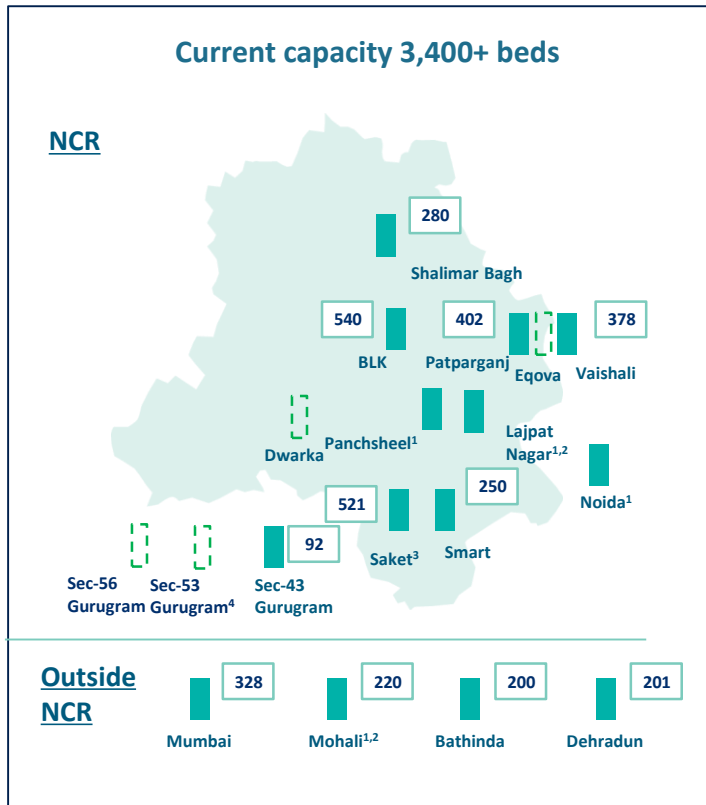 Current capacity 3,400+ beds
NCR
280
Shalimar Bagh
540
BLK
402
Patparganj
Eqova
378
Vaishali
Dwarka
Panchsheel¹
Lajpat
Nagar¹,²
Noida¹
521
Saket³
250
Smart
92
Sec-56
Gurugram
Sec-53
Gurugram⁴
Sec-43
Gurugram
Outside
NCR
328
Mumbai
220
Mohali¹,²
200
Bathinda
201
Dehradun